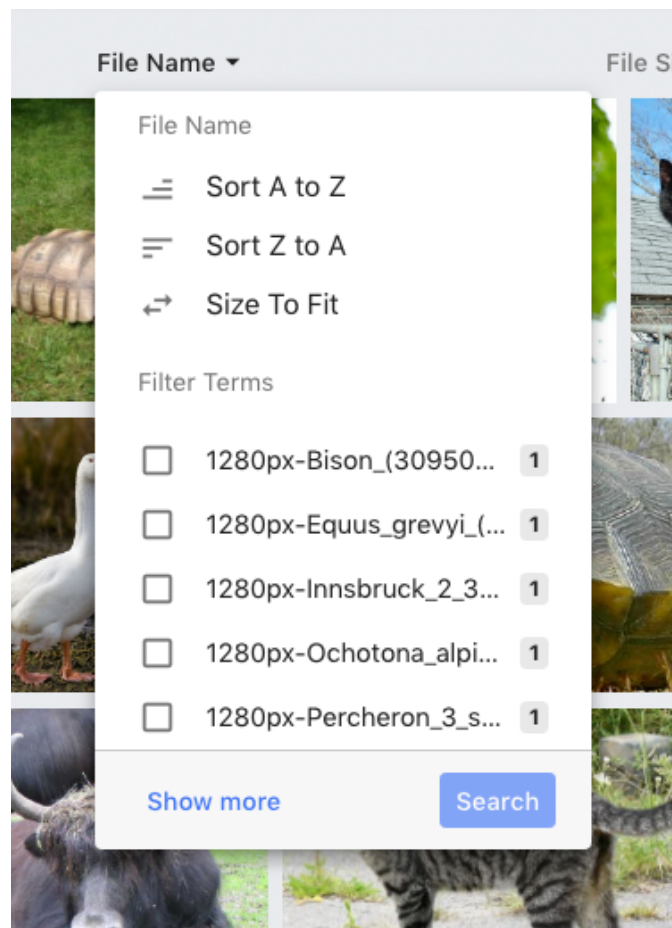 File Name
File S
File Name
Sort A to Z
Sort Z to A
Size To Fit
Filter Terms
1280px-Bison_(30950... 1
1280px-Equus_grevyi_(... 1
1280px-Innsbruck_2_3... 1
1280px-Ochotona_alpi... 1
1280px-Percheron_3_s... 1
Show more
Search